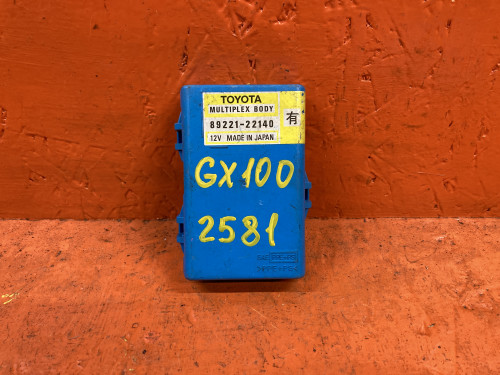 TOYOTA
MULTIPLEX BODY
89221-22140
有
12V MADE IN JAPAN
GX100
2581